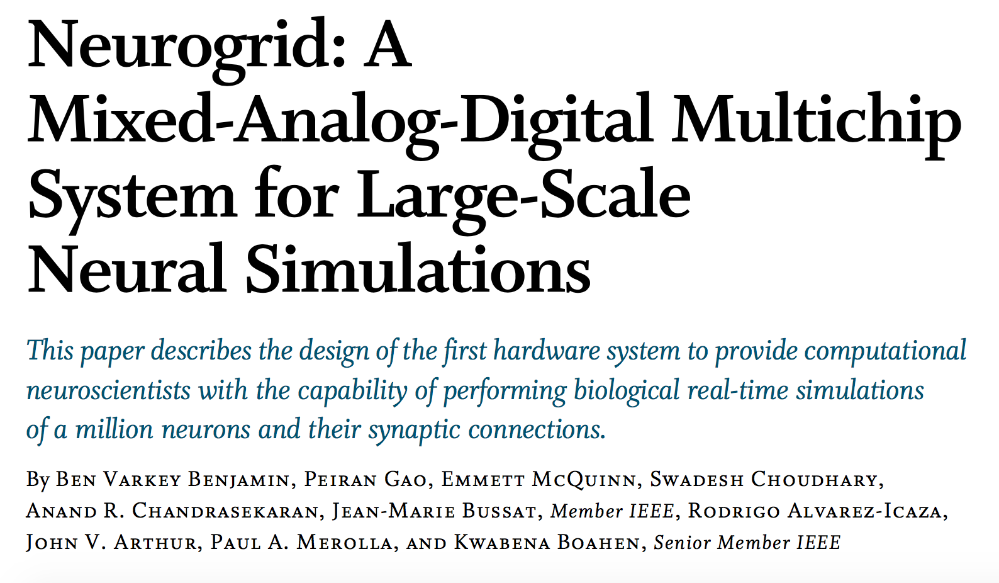 Neurogrid: A
Mixed-Analog-Digital Multichip
System for Large-Scale
Neural Simulations
This paper describes the design of the first hardware system to provide computational
neuroscientists with the capability of performing biological real-time simulations
of a million neurons and their synaptic connections.
By Ben Varkey Benjamin, Peiran Gao, Emmett McQuinn, Swadesh Choudhary,
Anand R. Chandrasekaran, Jean-Marie Bussat, Member IEEE, Rodrigo Alvarez-Icaza,
John V. Arthur, Paul A. Merolla, and Kwabena Boahen, Senior Member IEEE